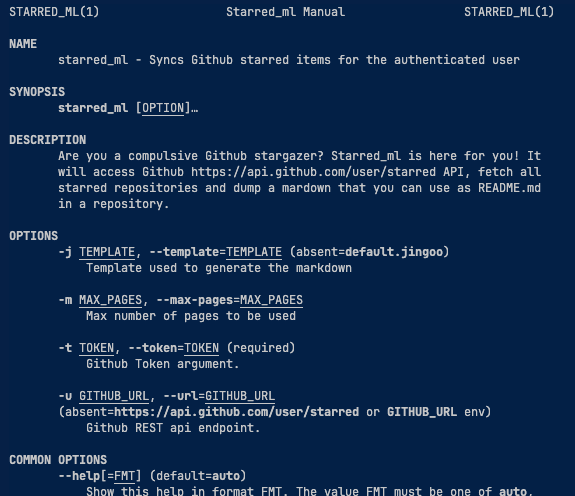 STARRED_ML(1) Starred_ml Manual STARRED_ML(1)
NAME
starred_ml - Syncs Github starred items for the authenticated user
SYNOPSIS
starred_ml [OPTION]…
DESCRIPTION
Are you a compulsive Github stargazer? Starred_ml is here for you! It
will access Github https://api.github.com/user/starred API, fetch all
starred repositories and dump a mardown that you can use as README.md
in a repository.
OPTIONS
-j TEMPLATE, --template=TEMPLATE (absent=default.jingoo)
Template used to generate the markdown
-m MAX_PAGES, --max-pages=MAX_PAGES
Max number of pages to be used
-t TOKEN, --token=TOKEN (required)
Github Token argument.
-u GITHUB_URL, --url=GITHUB_URL
(absent=https://api.github.com/user/starred or GITHUB_URL env)
Github REST api endpoint.
COMMON OPTIONS
--help[=FMT] (default=auto)
Show this help in format FMT. The value FMT must be one of auto,